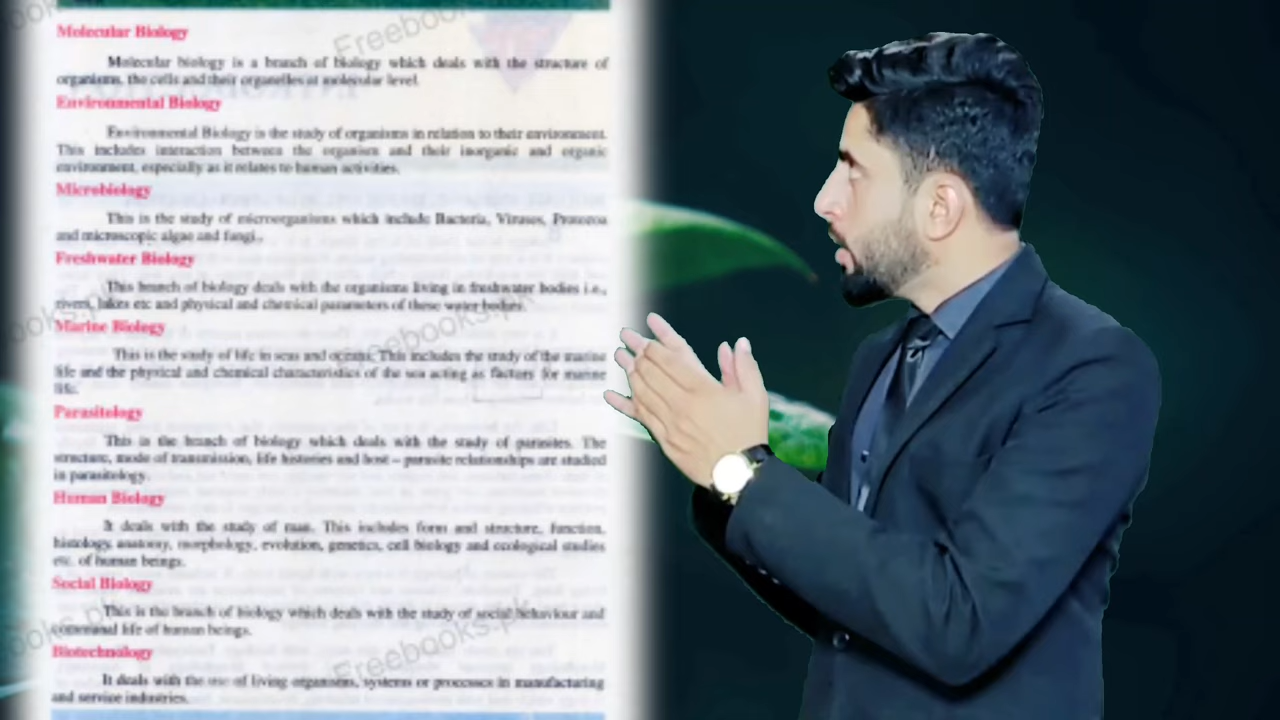 Molecular Biology
Molecular biology is a branch of biology which deals with the structure of
organisms, the cells and their organelles at molecular level.
Environmental Biology
Environmental Biology is the study of organisms in relation to their environment.
This includes interaction between the organism and their inorganic and organic
environment, especially as it relates to human activities.
Microbiology
This is the study of microorganisms which include Bacteria, Viruses, Protozoa
and microscopic algae and fungi..
Freshwater Biology
This branch of biology deals with the organisms living in freshwater bodies i.e.,
rivers, lakes etc and physical and chemical parameters of these water bodies.
Marine Biology
This is the study of life in seas and oceans. This includes the study of the marine
life and the physical and chemical characteristics of the sea acting as factors for marine
life.
Parasitology
This is the branch of biology which deals with the study of parasites. The
structure, mode of transmission, life histories and host – parasite relationships are studied
in parasitology.
Human Biology
It deals with the study of man. This includes form and structure, function,
histology, anatomy, morphology, evolution, genetics, cell biology and ecological studies
etc. of human beings.
Social Biology
This is the branch of biology which deals with the study of social behaviour and
communal life of human beings.
Biotechnology
It deals with the use of living organisms, systems or processes in manufacturing
and service industries.
Freebooks.pk